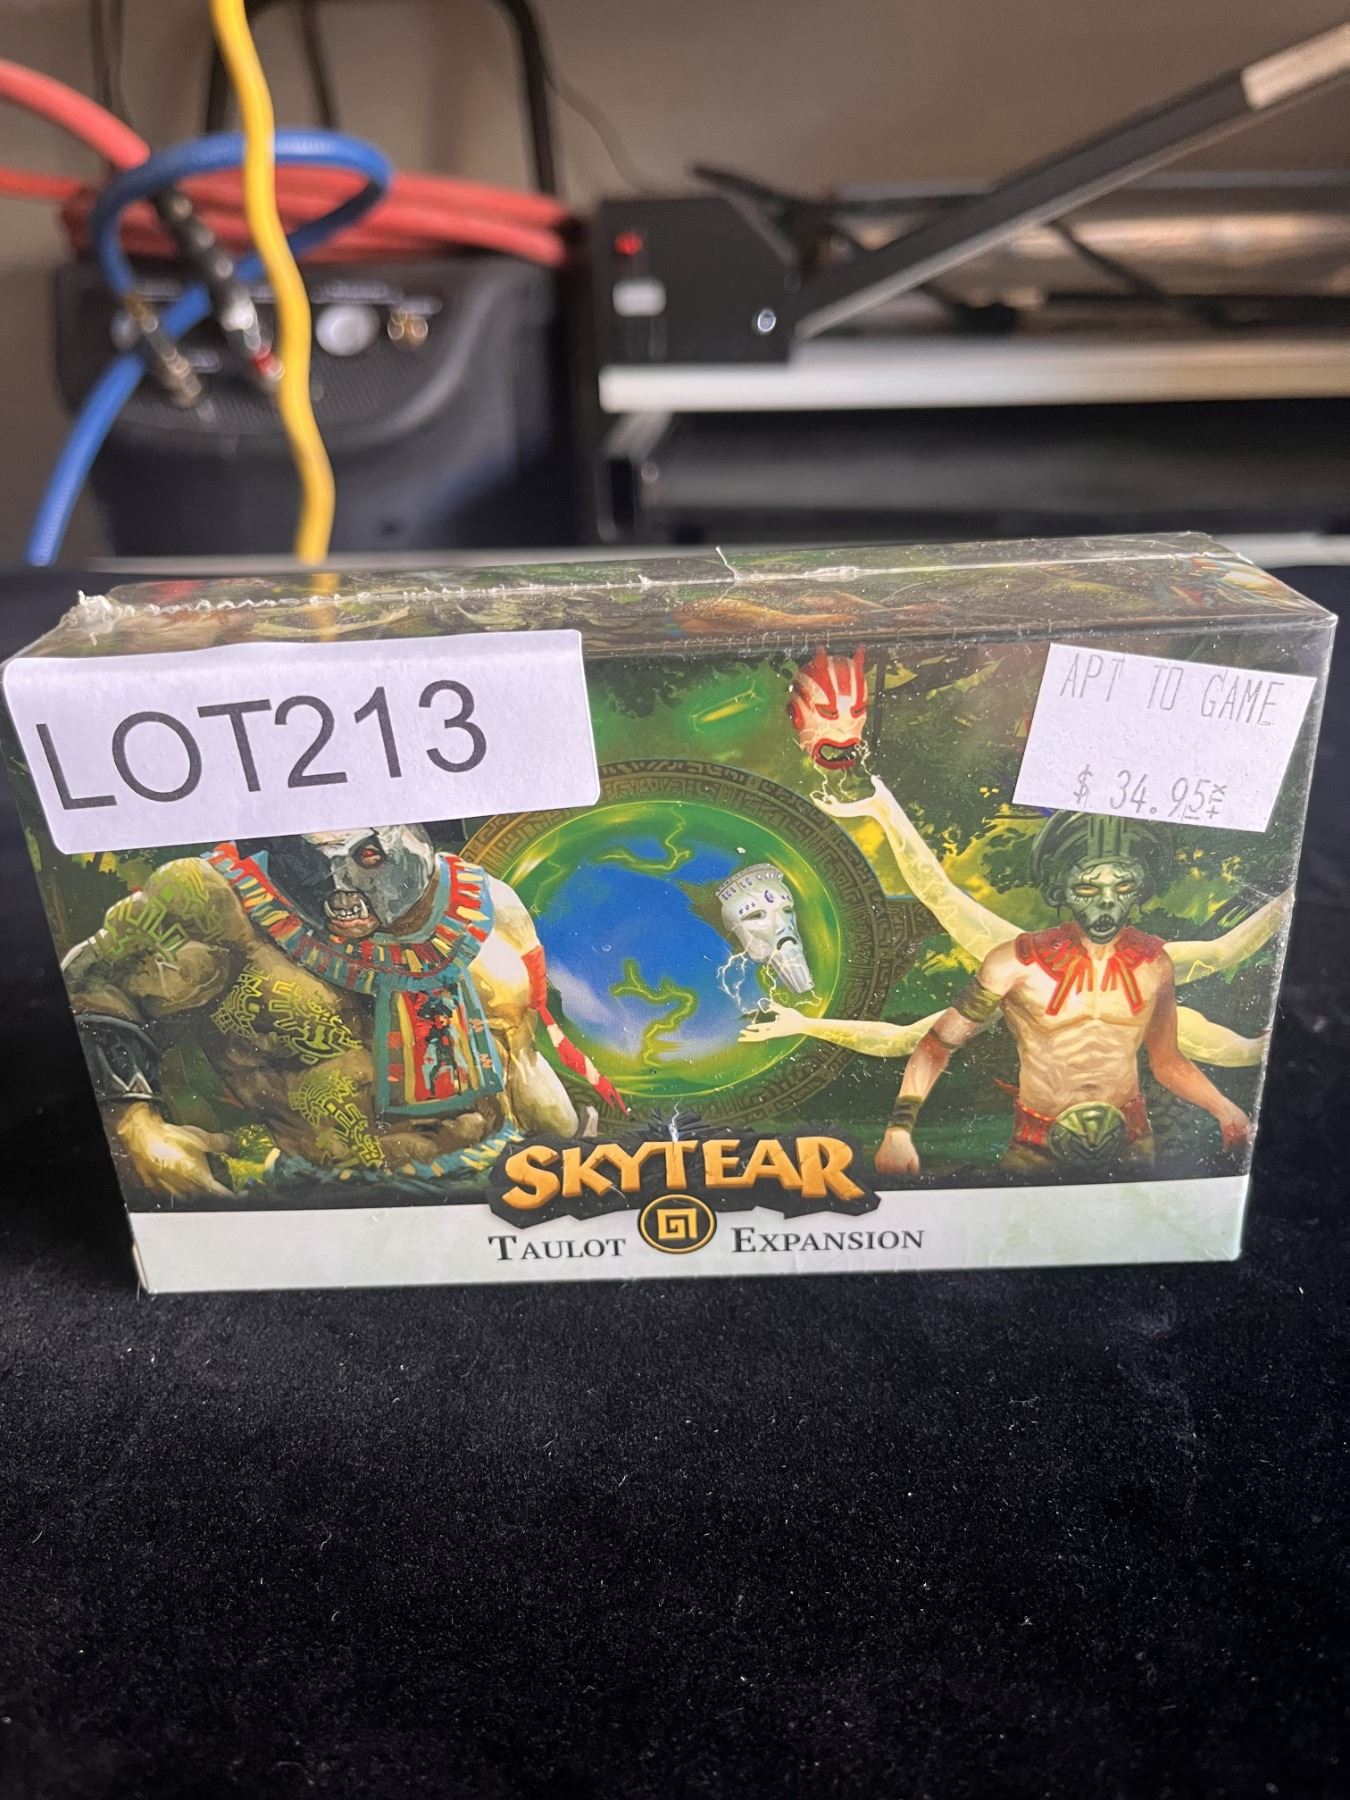 LOT213
APT TO GAME
$ 34.95
SKYTEAR
TAULOT EXPANSION